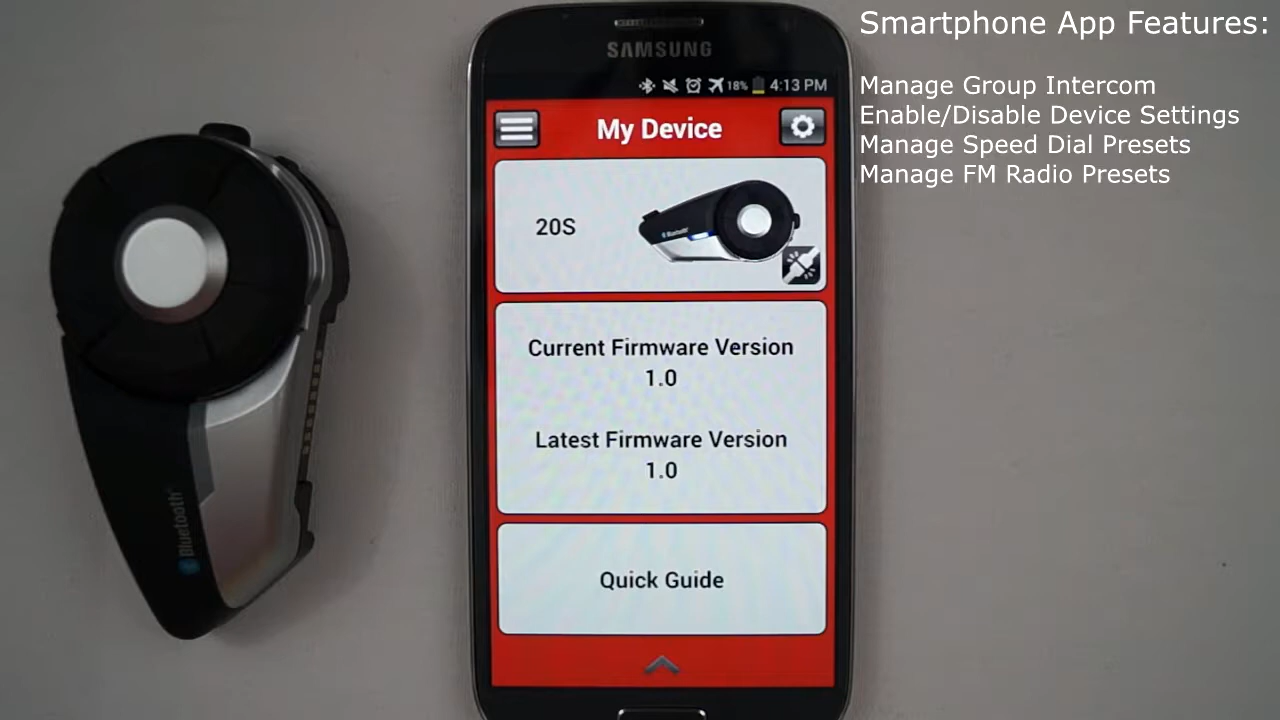 Smartphone App Features:
Manage Group Intercom
Enable/Disable Device Settings
Manage Speed Dial Presets
Manage FM Radio Presets
SAMSUNG
18% 4:13 PM
My Device
20S
Bluetooth
Current Firmware Version
1.0
Latest Firmware Version
1.0
Quick Guide
Bluetooth